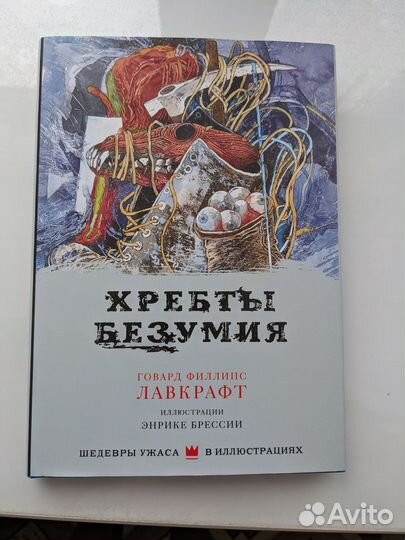 ХРЕБТЫ
БЕЗУМИЯ
ГОВАРД ФИЛЛИПС
ЛАВКРАФТ
ИЛЛЮСТРАЦИИ
ЭНРИКЕ БРЕССИИ
ШЕДЕВРЫ УЖАСА В ИЛЛЮСТРАЦИЯХ
Avito